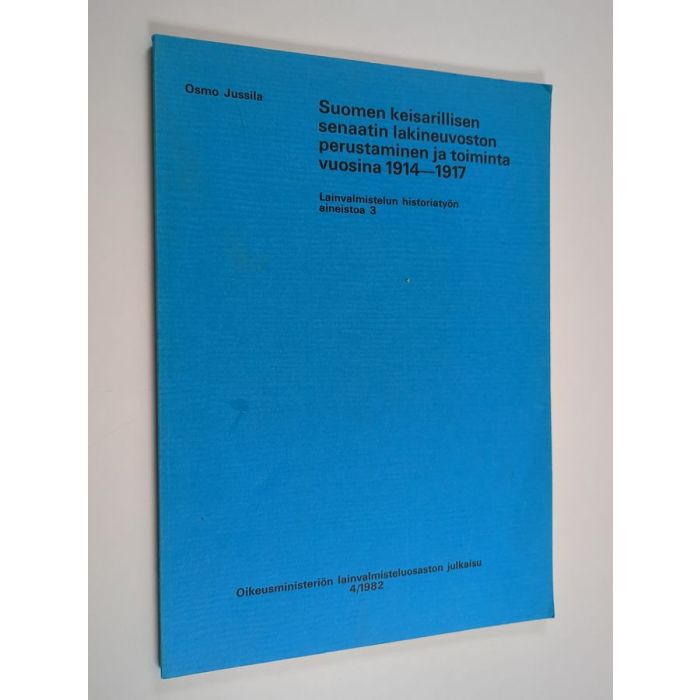 Osmo Jussila
Suomen keisarillisen
senaatin lakineuvoston
perustaminen ja toiminta
vuosina 1914—1917
Lainvalmistelun historiatyön
aineistoa 3
Oikeusministeriön lainvalmisteluosaston julkaisu
4/1982